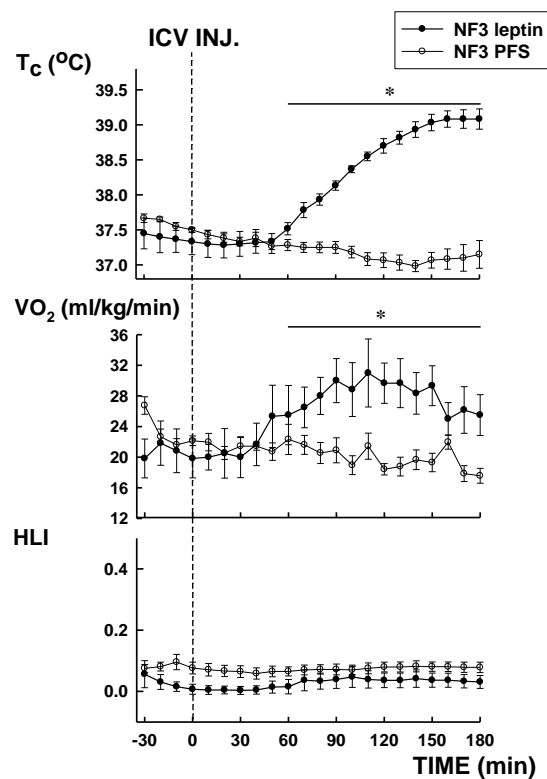 NF3 leptin
NF3 PFS
ICV INJ.
Tc (°C)
*
39.5
39.0
38.5
38.0
37.5
37.0
VO2 (ml/kg/min)
*
36
32
28
24
20
16
12
HLI
0.4
0.2
0.0
-30 0 30 60 90 120 150 180
TIME (min)